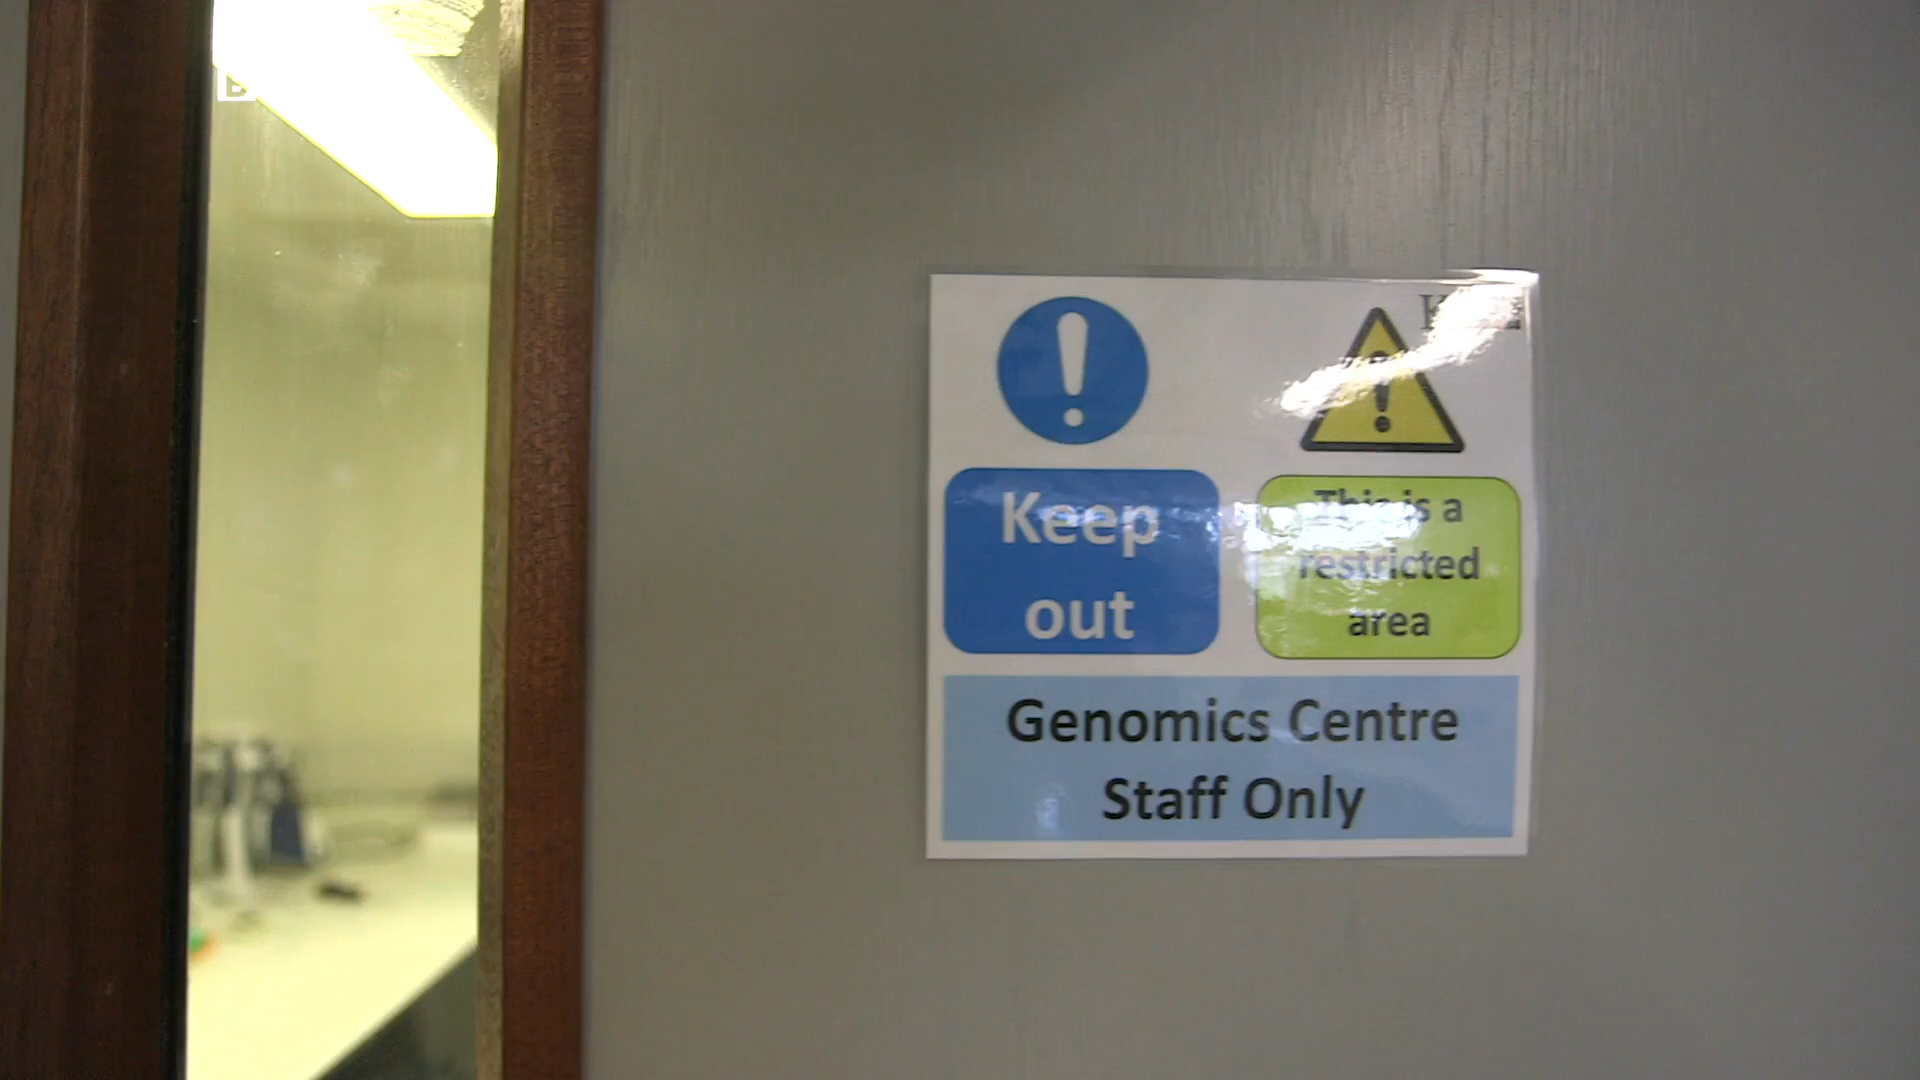 Keep
out
This is a
restricted
area
Genomics Centre
Staff Only